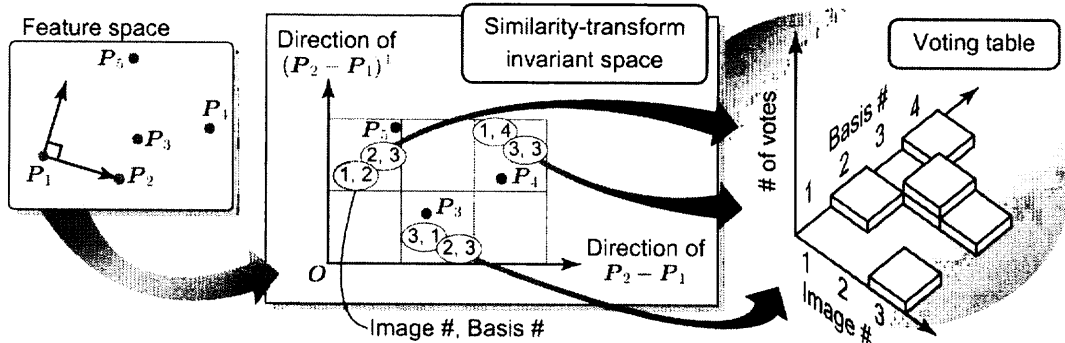 Feature space
P₅
P₄
P₃
P₁
P₂
Direction of
(P₂ − P₁)⊥
Similarity-transform
invariant space
P₅
1, 4
2, 3
3, 3
1, 2
P₄
P₃
3, 1
2, 3
O
Direction of
P₂ − P₁
Image #, Basis #
Voting table
# of votes
Basis #
1
2
3
4
1
2
3
Image #